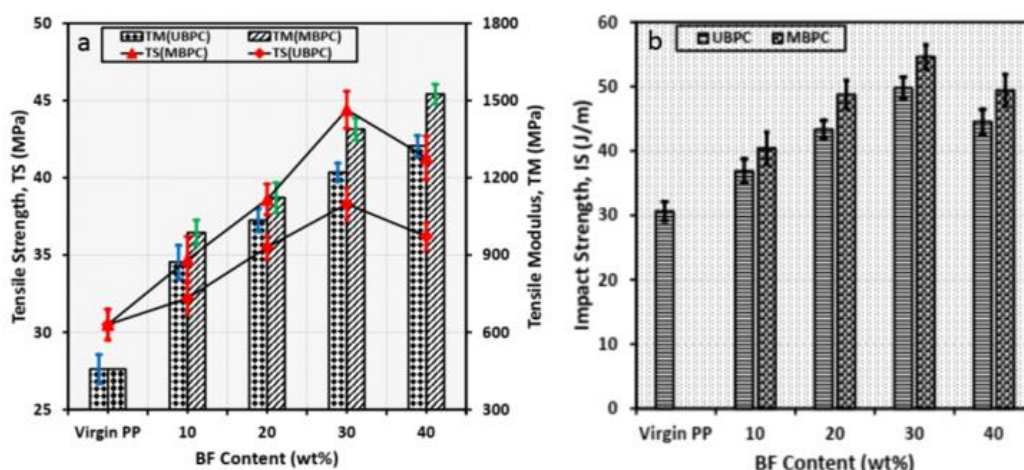 a
TM(UBPC) TM(MBPC)
TS(MBPC) TS(UBPC)
Tensile Strength, TS (MPa)
50
45
40
35
30
25
Tensile Modulus, TM (MPa)
1800
1500
1200
900
600
300
Virgin PP 10 20 30 40
BF Content (wt%)
b
UBPC MBPC
Impact Strength, IS (J/m)
60
50
40
30
20
10
0
Virgin PP 10 20 30 40
BF Content (wt%)